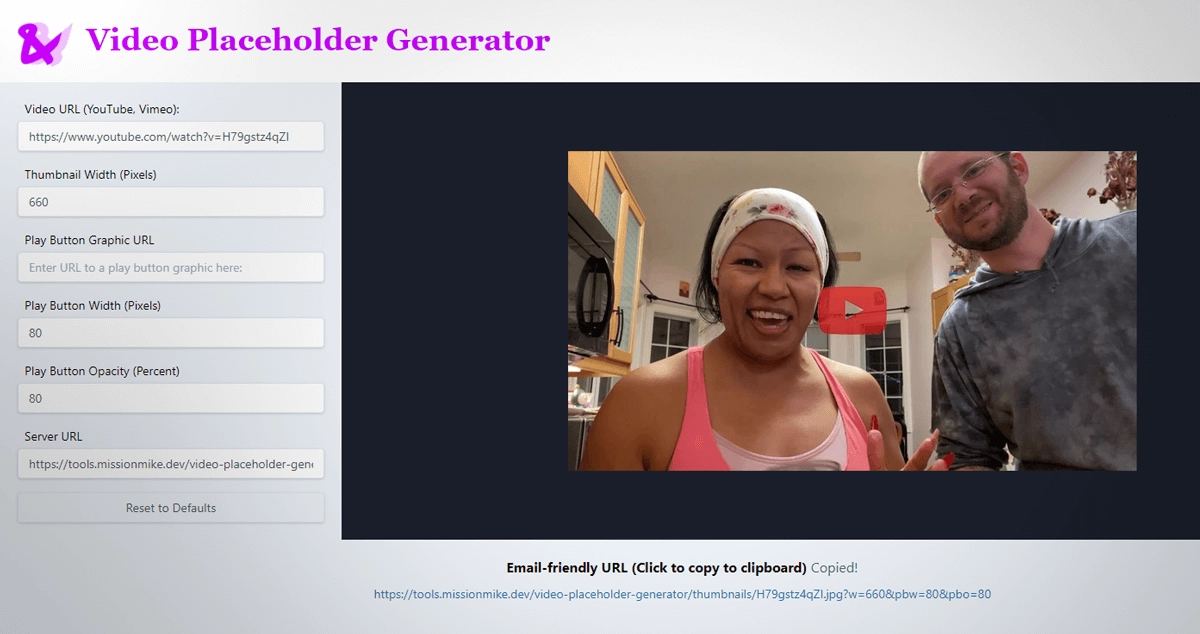 Video Placeholder Generator
Video URL (YouTube, Vimeo):
https://www.youtube.com/watch?v=H79gstz4qZI
Thumbnail Width (Pixels)
660
Play Button Graphic URL
Enter URL to a play button graphic here:
Play Button Width (Pixels)
80
Play Button Opacity (Percent)
80
Server URL
https://tools.missionmike.dev/video-placeholder-gene
Reset to Defaults
Email-friendly URL (Click to copy to clipboard) Copied!
https://tools.missionmike.dev/video-placeholder-generator/thumbnails/H79gstz4qZI.jpg?w=660&pbw=80&pbo=80